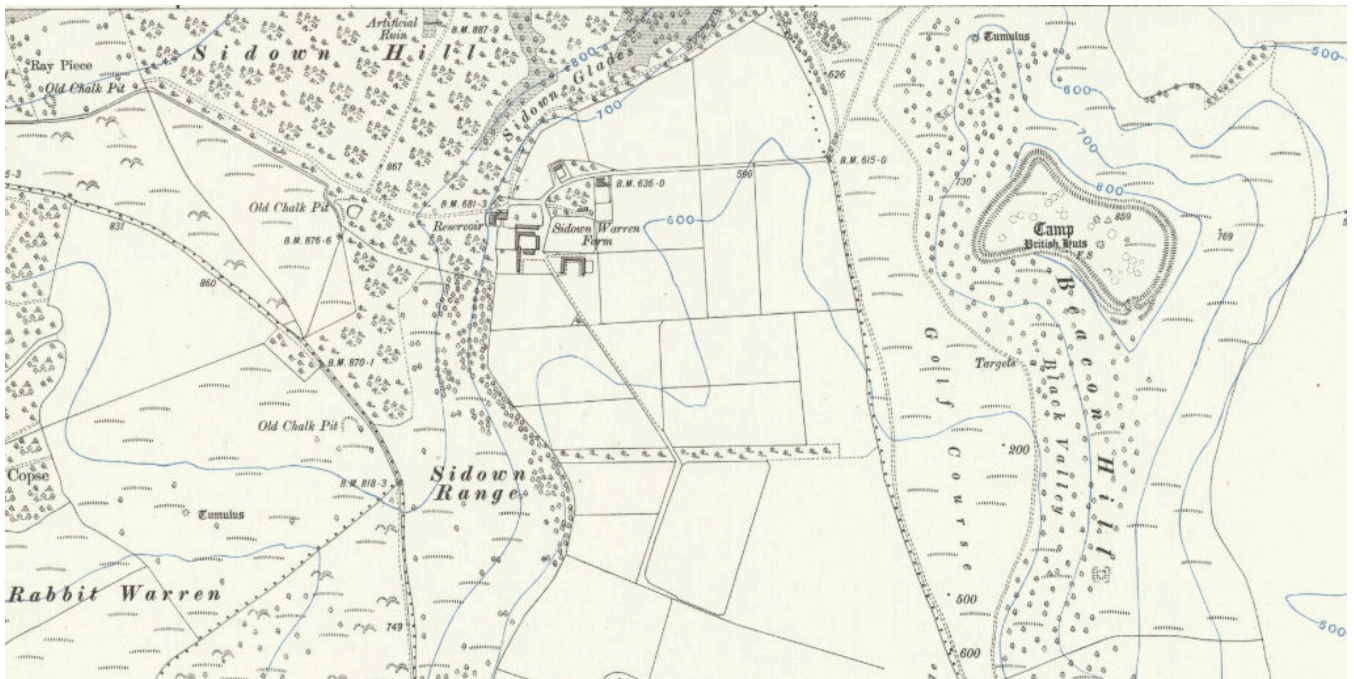 Artificial
Ruin
B.M. 887·9
Sidown Hill
800
Tumulus
500
Ray Piece
Old Chalk Pit
626
600
Sidown Glades
700
700
867
B.M. 615·0
596
800
B.M. 636·0
730
831
Old Chalk Pit
B.M. 681·3
Reservoir
Sidown Warren
Farm
600
Camp
British Huts
859
F.S.
769
B.M. 876·6
860
Beacon Hill
B.M. 870·1
Golf Course
Targets
Black Valley
Old Chalk Pit
200
Sidown
Range
Copse
B.M. 818·3
Tumulus
Rabbit Warren
500
749
500
600